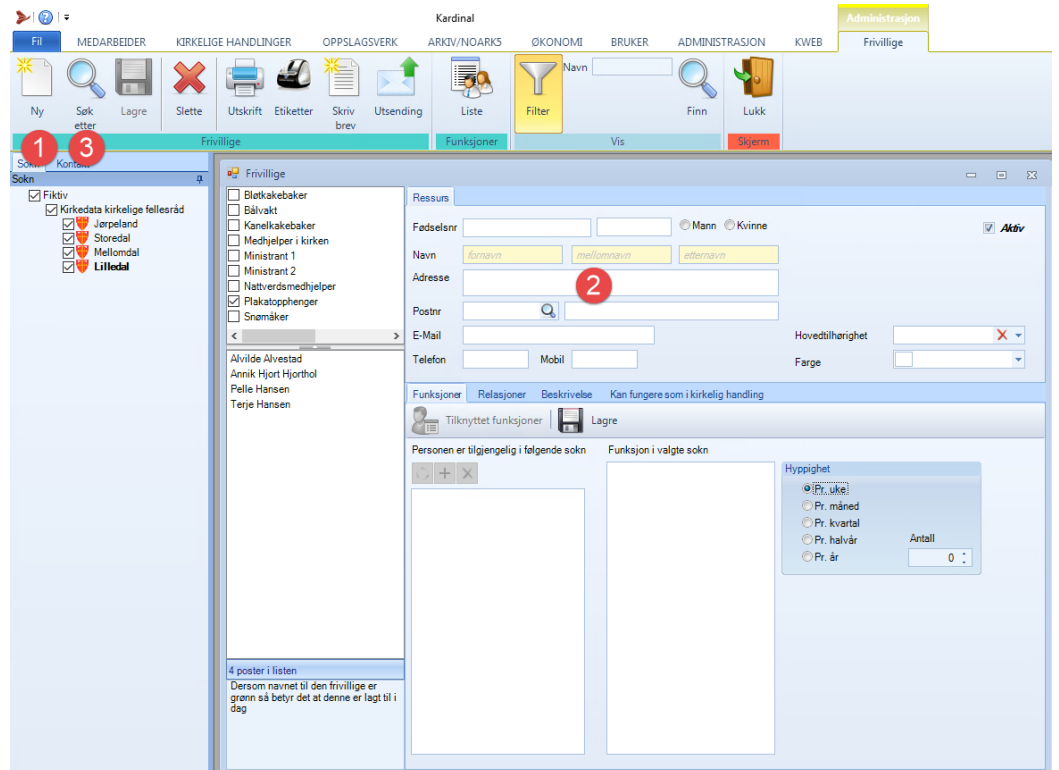 Kardinal
Administrasjon
Fil MEDARBEIDER KIRKELIGE HANDLINGER OPPSLAGSVERK ARKIV/NOARK5 ØKONOMI BRUKER ADMINISTRASJON KWEB Frivillige
Navn
Ny Søk etter Lagre Slette Utskrift Etiketter Skriv brev Utsending Liste Filter Finn Lukk
Frivillige Funksjoner Vis Skjerm
1 3
Sokn
Sokn
Fiktiv
Kirkedata kirkelige fellesråd
Jørpeland
Storedal
Mellomdal
Lilledal
Frivillige
Bløtkakebaker
Bålvakt
Kanelkakebaker
Medhjelper i kirken
Ministrant 1
Ministrant 2
Nattverdsmedhjelper
Plakatopphenger
Snømåker
Alvilde Alvestad
Annik Hjort Hjorthol
Pelle Hansen
Terje Hansen
4 poster i listen
Dersom navnet til den frivillige er
grønn så betyr det at denne er lagt til i
dag
Ressurs
Fødselsnr Mann Kvinne Aktiv
Navn fornavn mellomnavn etternavn
Adresse
2
Postnr
E-Mail Hovedtilhørighet
Telefon Mobil Farge
Funksjoner Relasjoner Beskrivelse Kan fungere som i kirkelig handling
Tilknyttet funksjoner Lagre
Personen er tilgjengelig i følgende sokn Funksjon i valgte sokn
Hyppighet
Pr. uke
Pr. måned
Pr. kvartal
Pr. halvår Antall
Pr. år 0